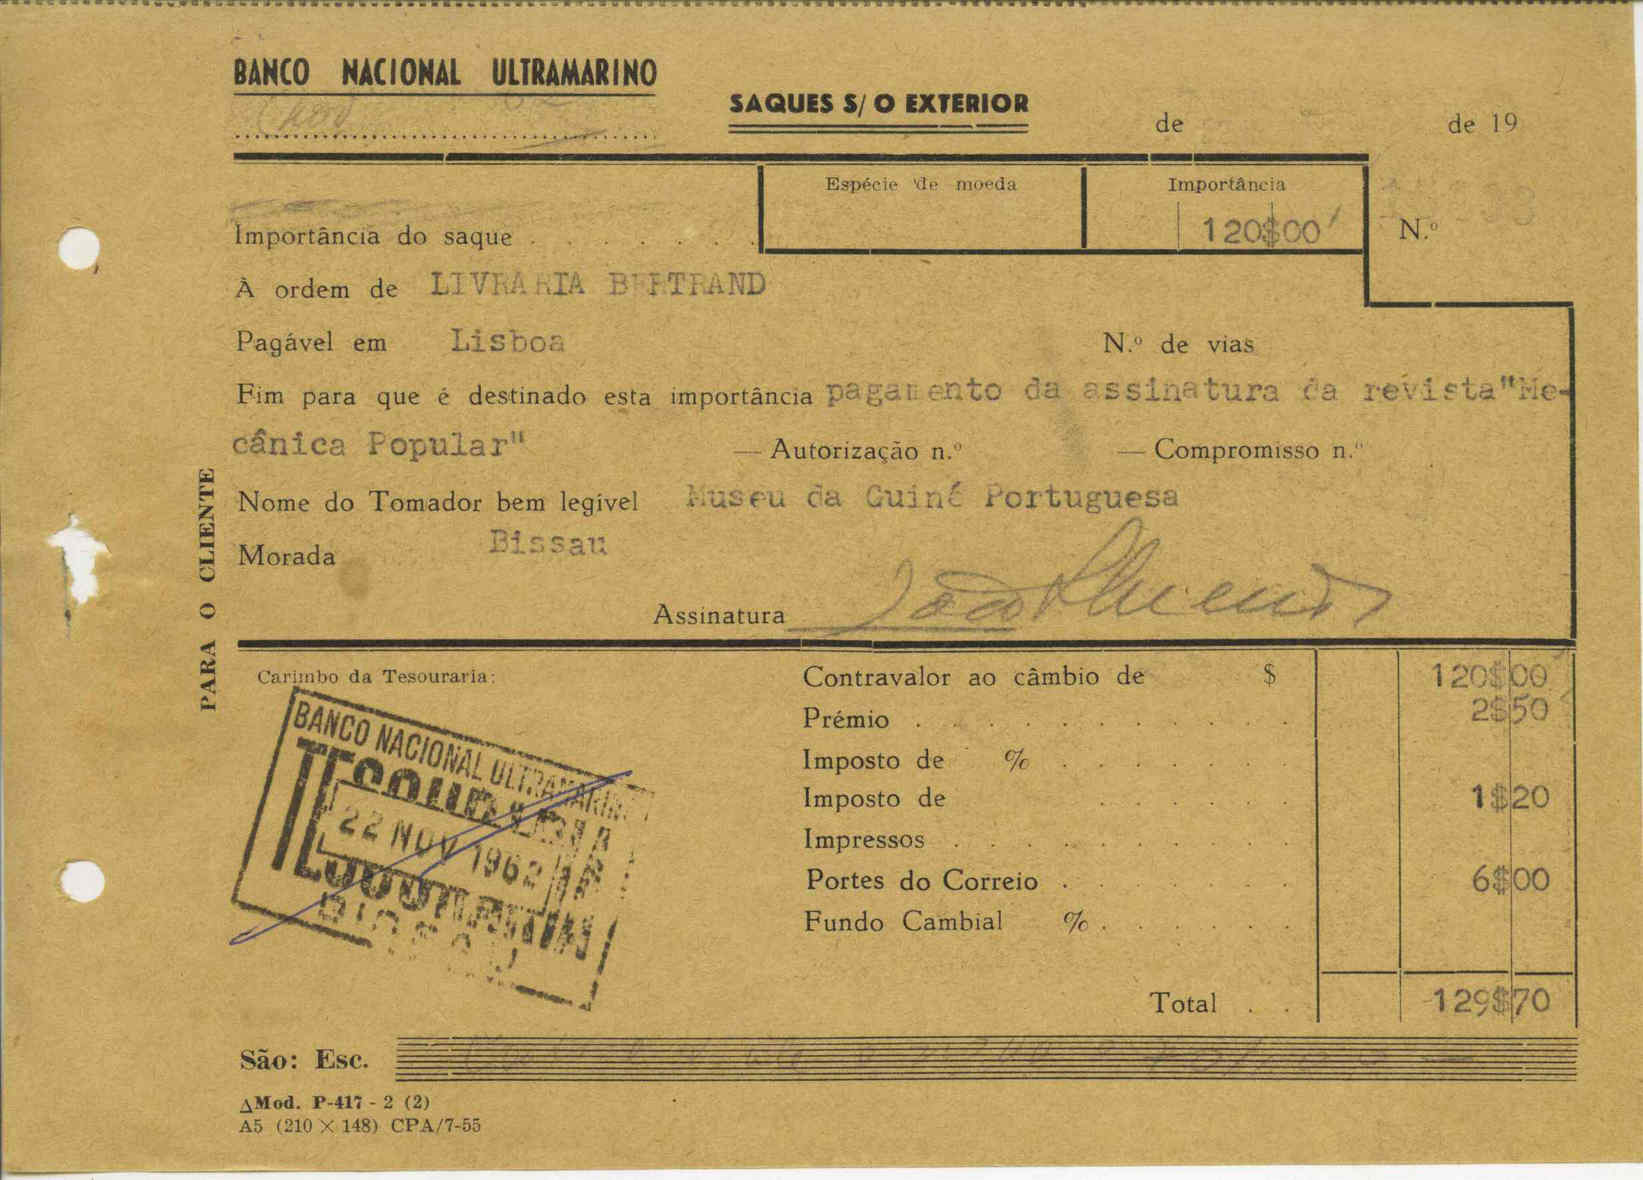 BANCO NACIONAL ULTRAMARINO
SAQUES S/ O EXTERIOR
de de 19
Espécie de moeda Importância
Importância do saque . . . . . . . 120$00 N.º
À ordem de LIVRARIA BERTRAND
Pagável em Lisboa N.º de vias
Fim para que é destinado esta importância pagamento da assinatura da revista "Me-
cânica Popular" — Autorização n.º — Compromisso n.º
Nome do Tomador bem legível Museu da Guiné Portuguesa
Morada Bissau
Assinatura João
PARA O CLIENTE
Carimbo da Tesouraria:
BANCO NACIONAL ULTRAMARINO
TESOURARIA
22 NOV 1962
TESOURARIA
BISSAU
Contravalor ao câmbio de $ 120$00
Prémio . . . . . . . . . . . 2$50
Imposto de % . . . . . . .
Imposto de . . . . . . 1$20
Impressos . . . . . . . . . .
Portes do Correio . . . . . . . 6$00
Fundo Cambial % . . . . . .
Total . . 129$70
São: Esc.
△Mod. P-417 - 2 (2)
A5 (210 × 148) CPA/7-55